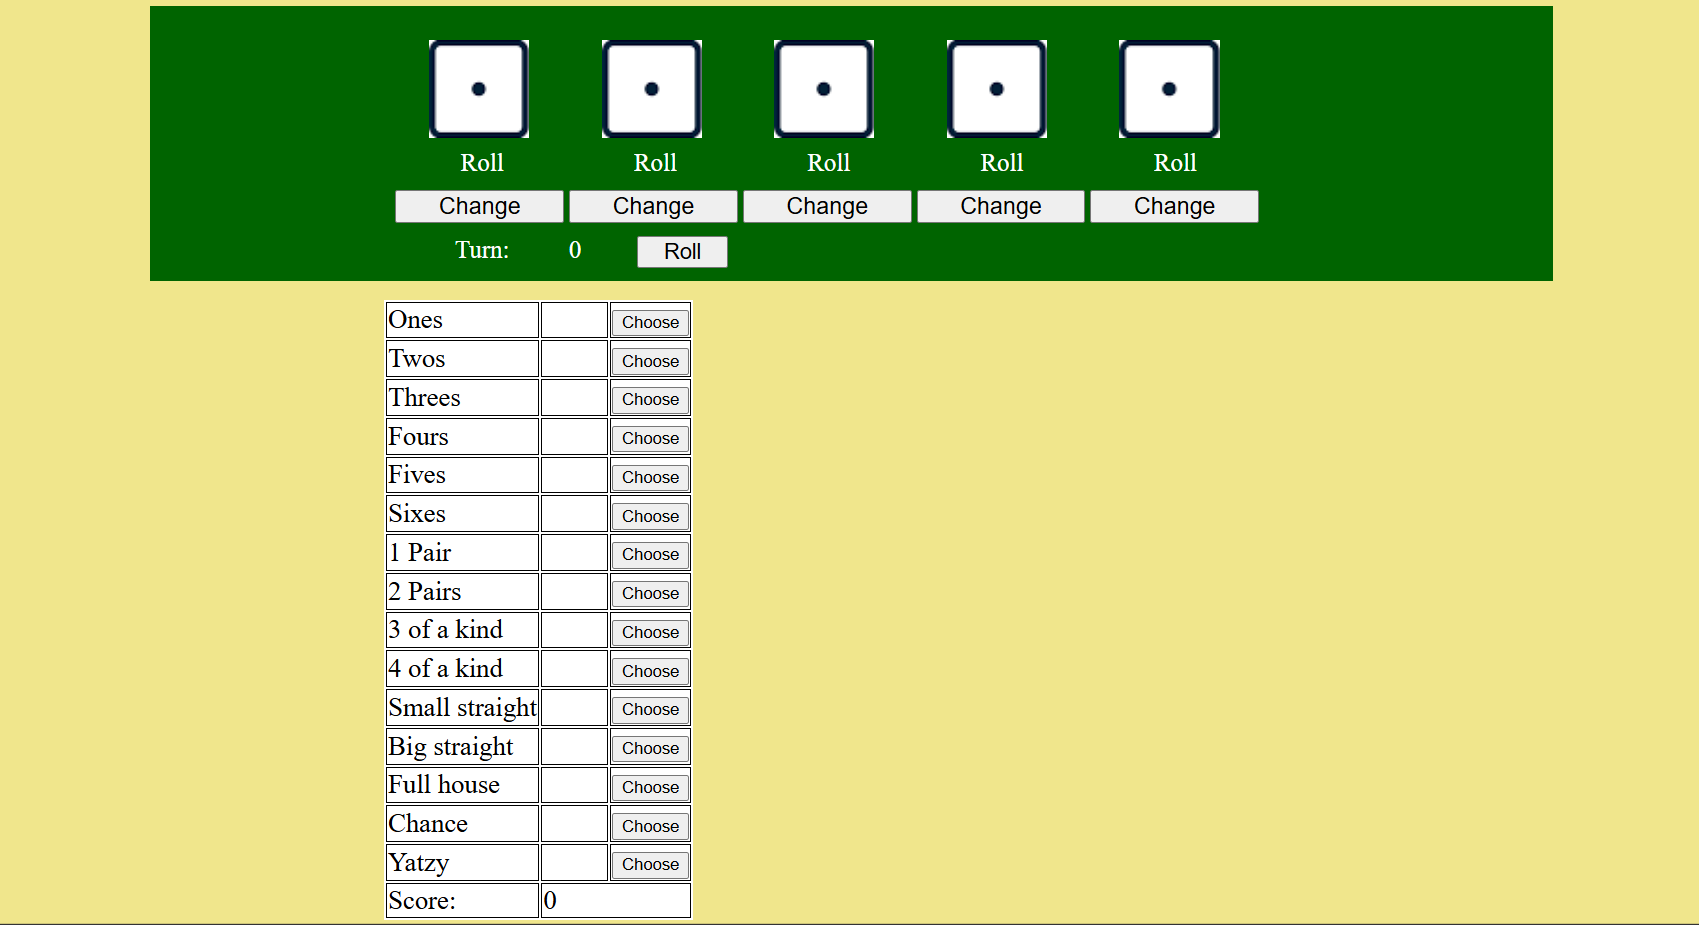 Roll Roll Roll Roll Roll
Change Change Change Change Change
Turn: 0 Roll
Ones Choose
Twos Choose
Threes Choose
Fours Choose
Fives Choose
Sixes Choose
1 Pair Choose
2 Pairs Choose
3 of a kind Choose
4 of a kind Choose
Small straight Choose
Big straight Choose
Full house Choose
Chance Choose
Yatzy Choose
Score: 0